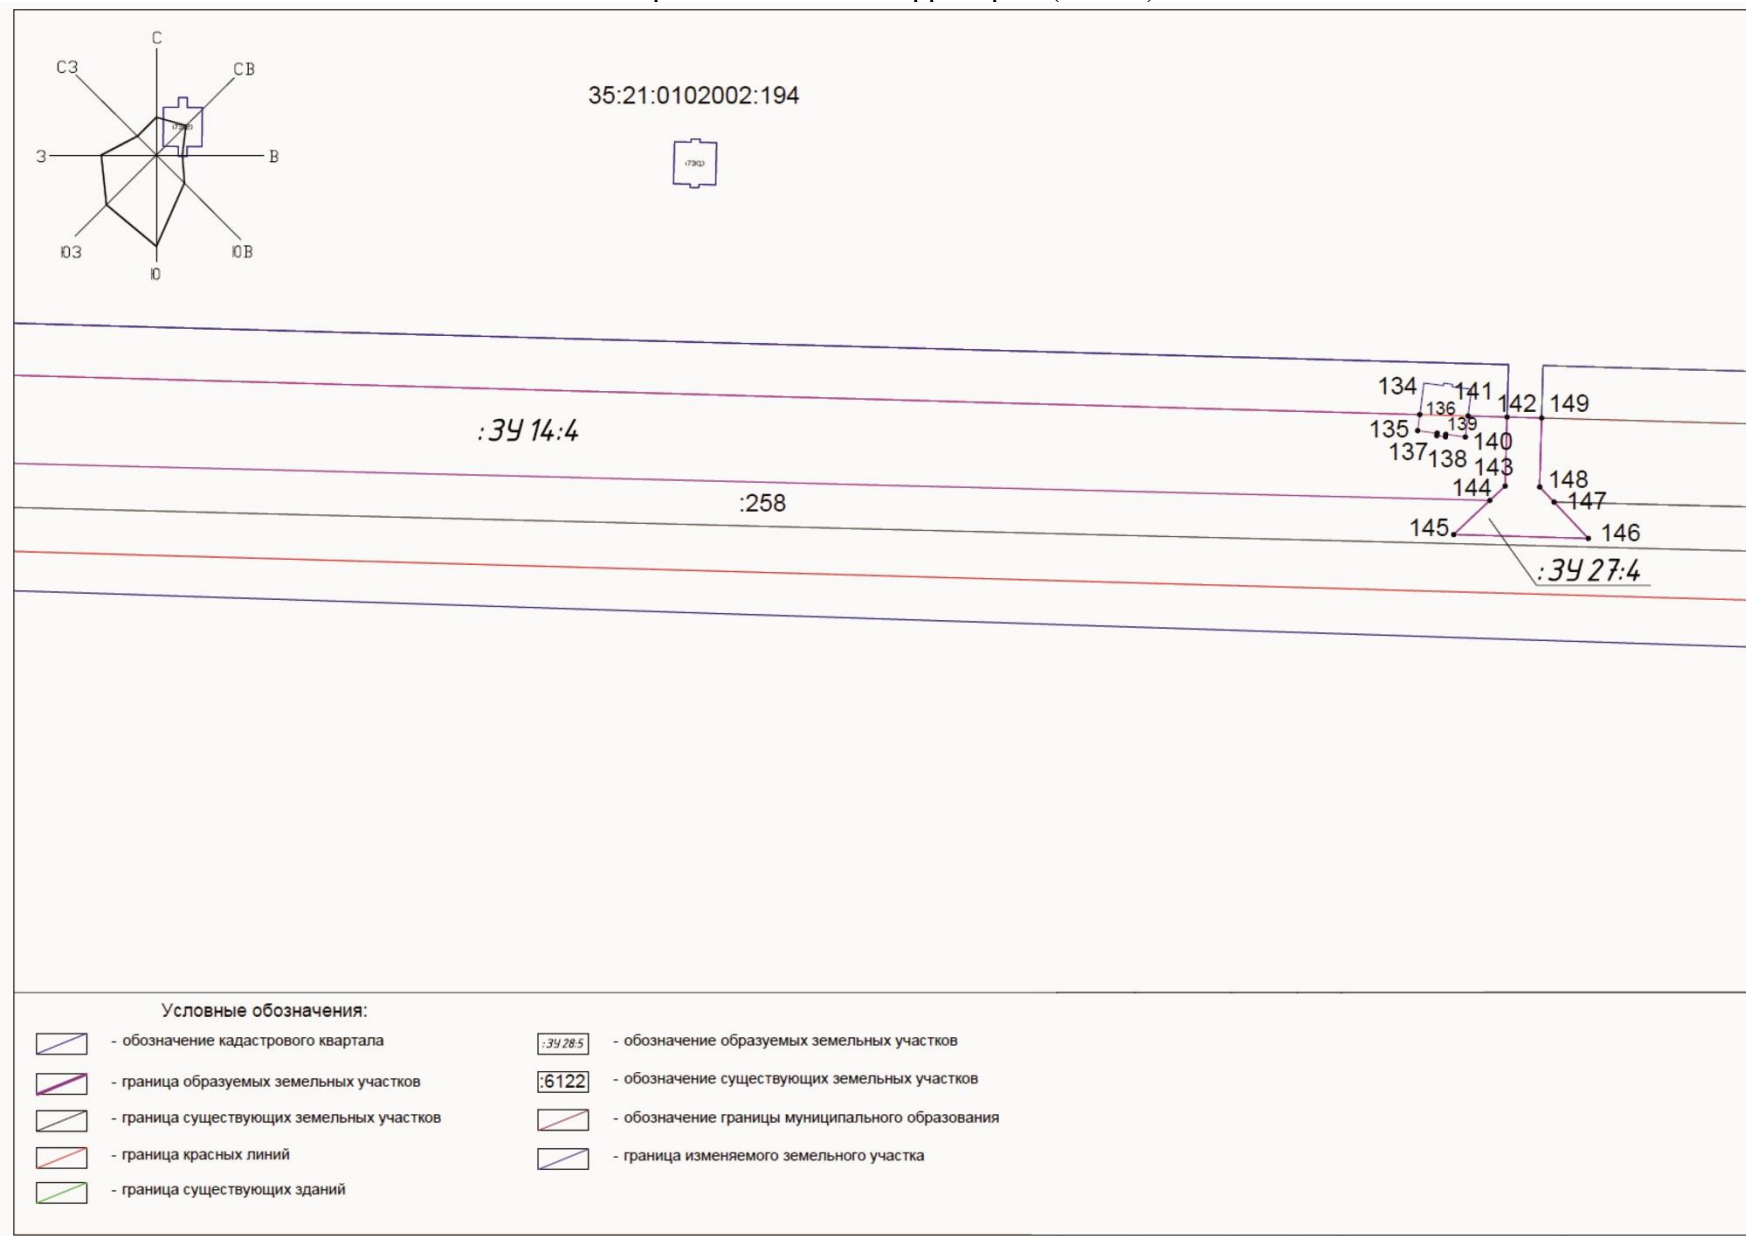 С
СЗ
СВ
З
В
ЮЗ
ЮВ
Ю
35:21:0102002:194
:ЗУ 14:4
:258
134
141
142
149
136
135
139
140
137
138
143
144
148
147
145
146
:ЗУ 27:4
Условные обозначения:
- обозначение кадастрового квартала
- граница образуемых земельных участков
- граница существующих земельных участков
- граница красных линий
- граница существующих зданий
:ЗУ 28:5 - обозначение образуемых земельных участков
:6122 - обозначение существующих земельных участков
- обозначение границы муниципального образования
- граница изменяемого земельного участка